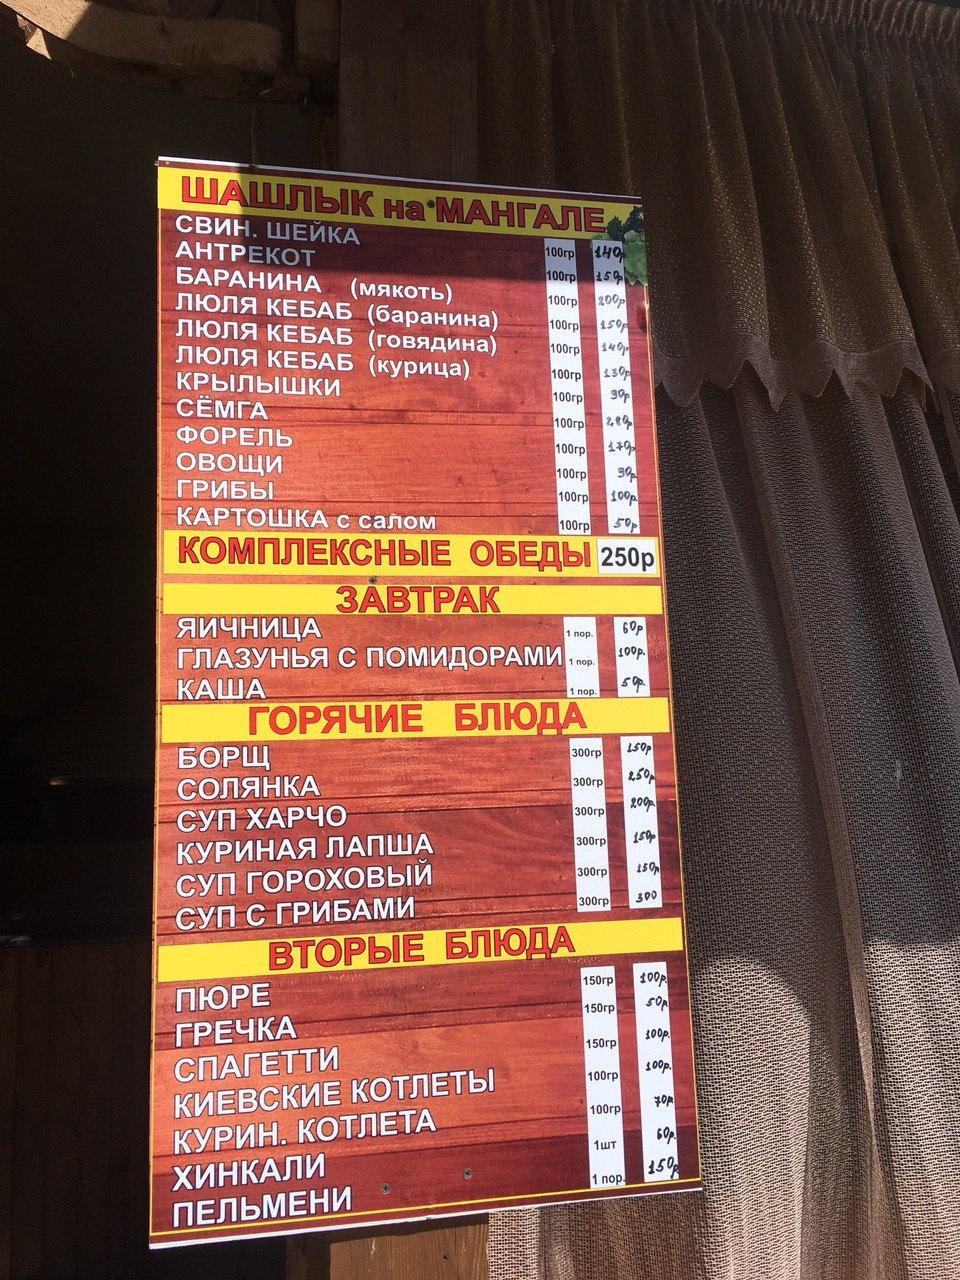 ШАШЛЫК на МАНГАЛЕ
СВИН. ШЕЙКА 100гр 140р
АНТРЕКОТ 100гр 150р
БАРАНИНА (мякоть) 100гр 200р
ЛЮЛЯ КЕБАБ (баранина) 100гр 150р
ЛЮЛЯ КЕБАБ (говядина) 100гр 140р
ЛЮЛЯ КЕБАБ (курица) 100гр 130р
КРЫЛЫШКИ 100гр 90р
СЁМГА 100гр 280р
ФОРЕЛЬ 100гр 170р
ОВОЩИ 100гр 90р
ГРИБЫ 100гр 100р.
КАРТОШКА с салом 100гр 50р
КОМПЛЕКСНЫЕ ОБЕДЫ 250р
ЗАВТРАК
ЯИЧНИЦА 1 пор. 60р
ГЛАЗУНЬЯ С ПОМИДОРАМИ 1 пор. 100р.
КАША 1 пор. 50р.
ГОРЯЧИЕ БЛЮДА
БОРЩ 300гр 150р
СОЛЯНКА 300гр 250р
СУП ХАРЧО 300гр 200р.
КУРИНАЯ ЛАПША 300гр 150р
СУП ГОРОХОВЫЙ 300гр 150р
СУП С ГРИБАМИ 300гр 300
ВТОРЫЕ БЛЮДА
ПЮРЕ 150гр 100р.
ГРЕЧКА 150гр 50р.
СПАГЕТТИ 150гр 100р.
КИЕВСКИЕ КОТЛЕТЫ 100гр 100р.
КУРИН. КОТЛЕТА 100гр 70р
ХИНКАЛИ 1шт 60р.
ПЕЛЬМЕНИ 1 пор. 150р